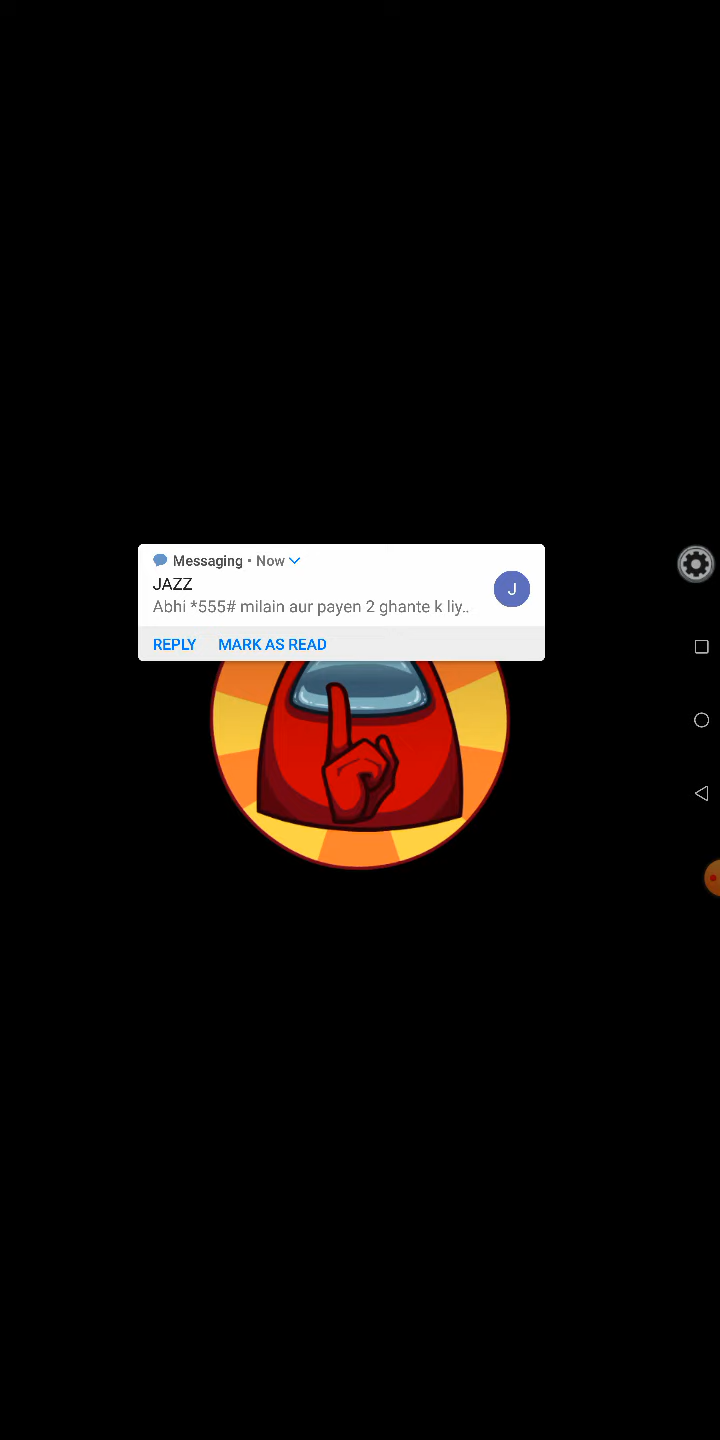 Messaging • Now
JAZZ
Abhi *555# milain aur payen 2 ghante k liy..
J
REPLY MARK AS READ